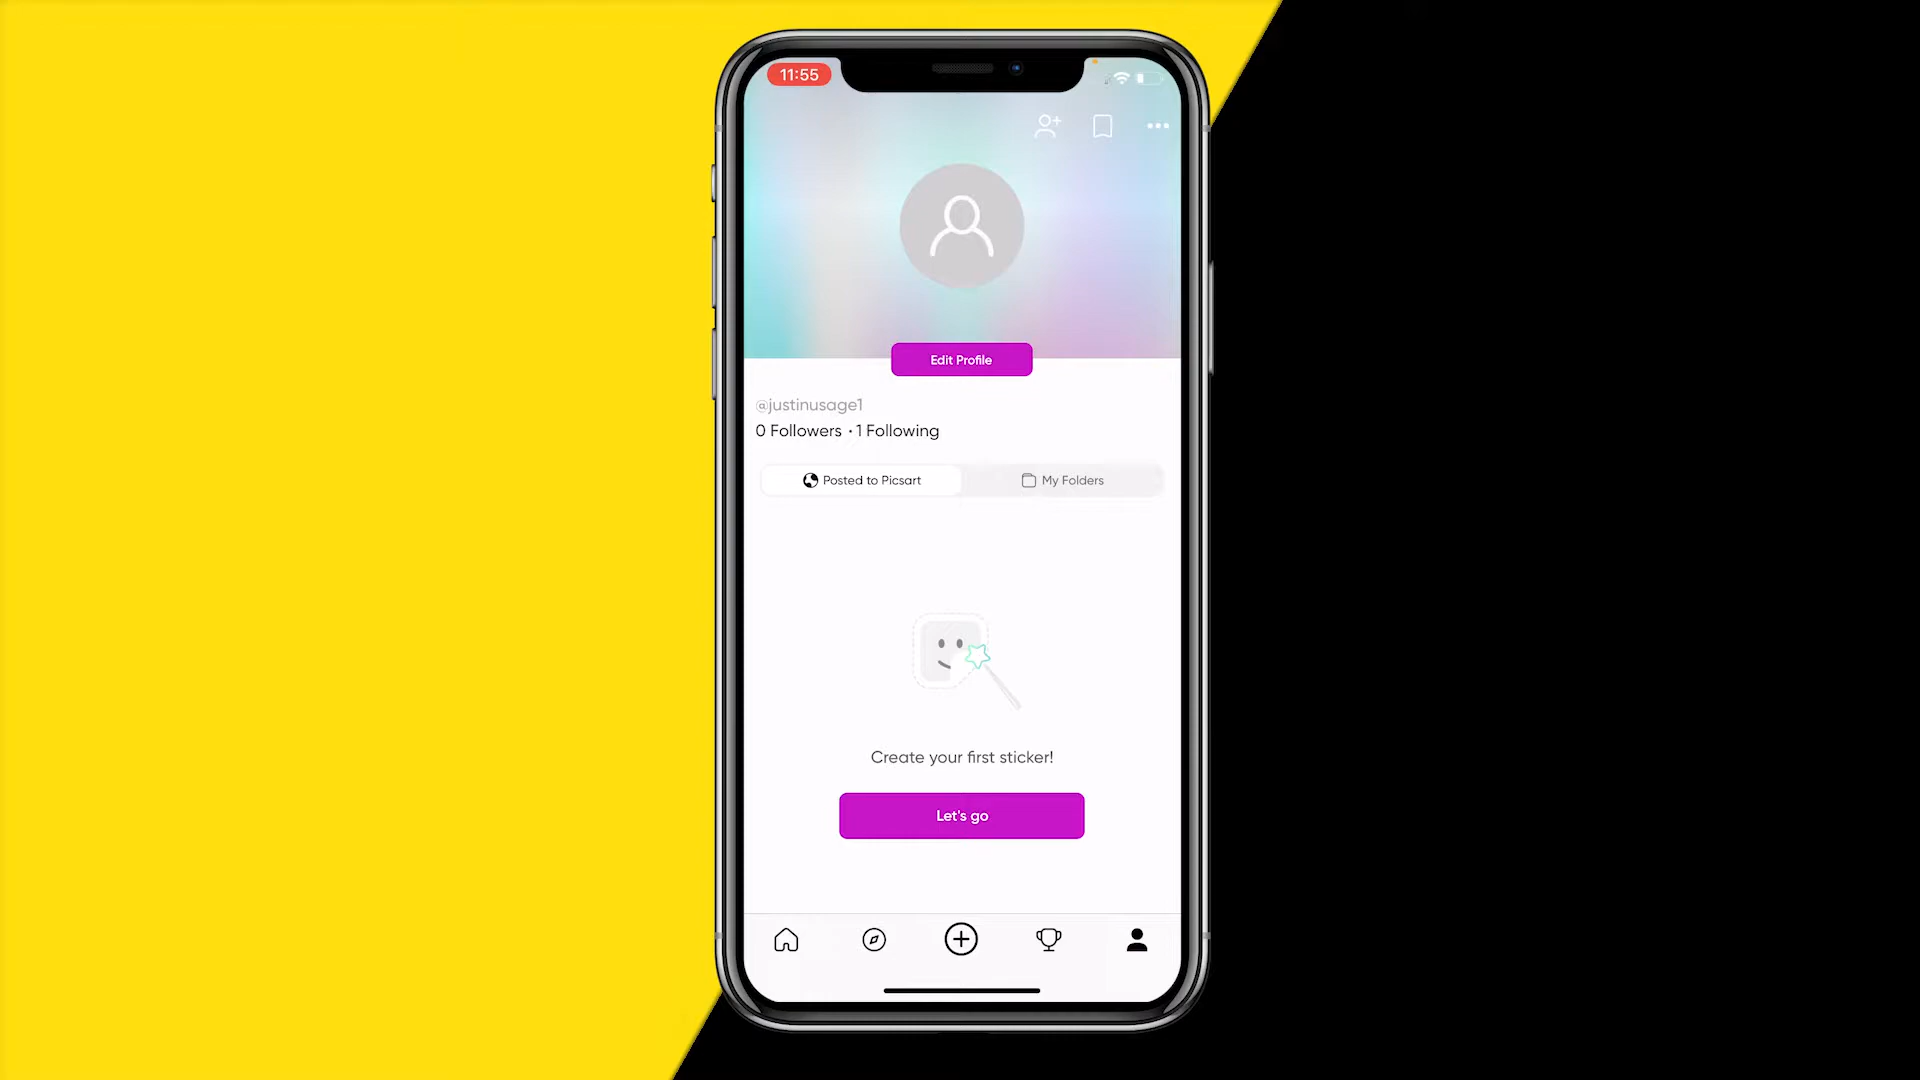 11:55
Edit Profile
@justinusage1
0 Followers · 1 Following
Posted to Picsart
My Folders
Create your first sticker!
Let's go